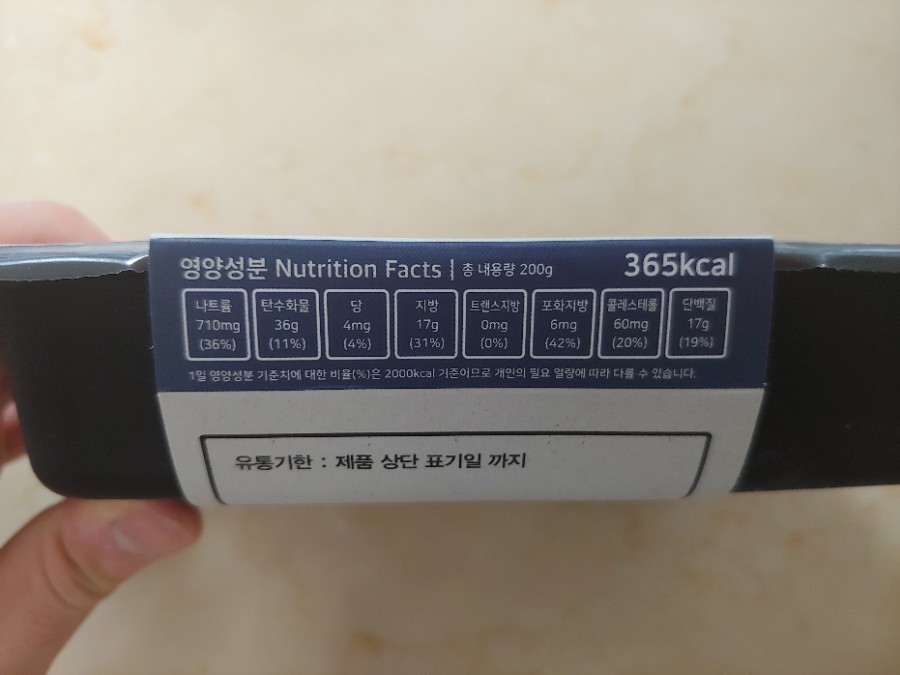 영양성분 Nutrition Facts | 총 내용량 200g 365kcal
나트륨 탄수화물 당 지방 트랜스지방 포화지방 콜레스테롤 단백질
710mg 36g 4mg 17g 0mg 6mg 60mg 17g
(36%) (11%) (4%) (31%) (0%) (42%) (20%) (19%)
1일 영양성분 기준치에 대한 비율(%)은 2000kcal 기준이므로 개인의 필요 열량에 따라 다를 수 있습니다.
유통기한 : 제품 상단 표기일 까지